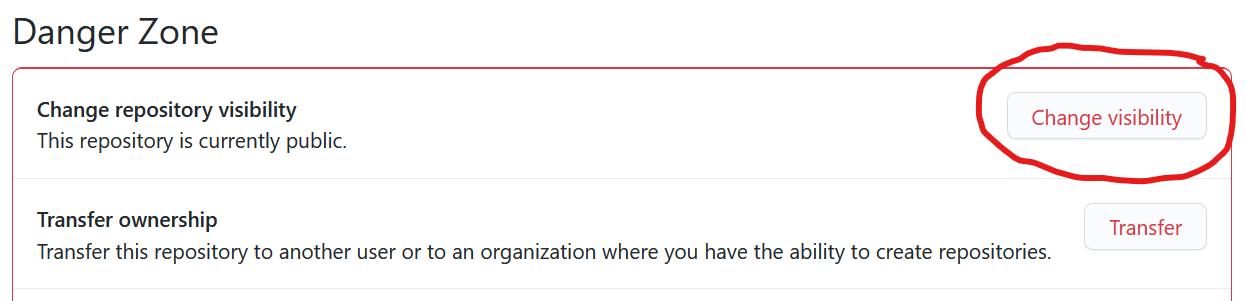 Danger Zone
Change repository visibility
This repository is currently public.
Change visibility
Transfer ownership
Transfer this repository to another user or to an organization where you have the ability to create repositories.
Transfer